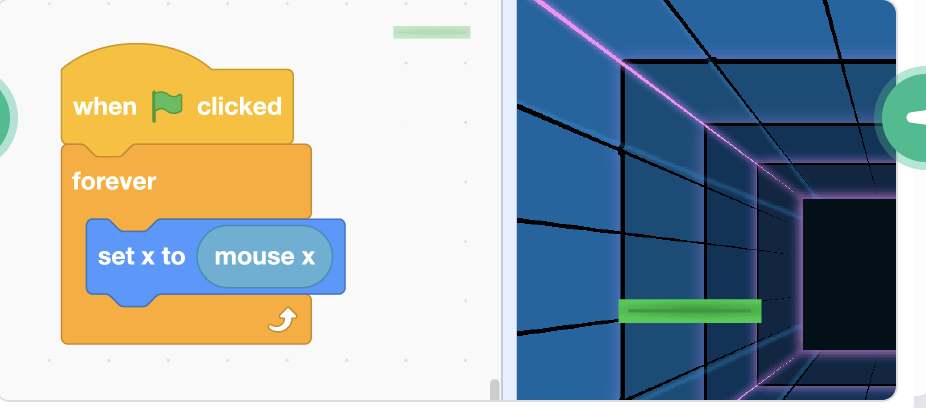 when clicked
forever
set x to mouse x